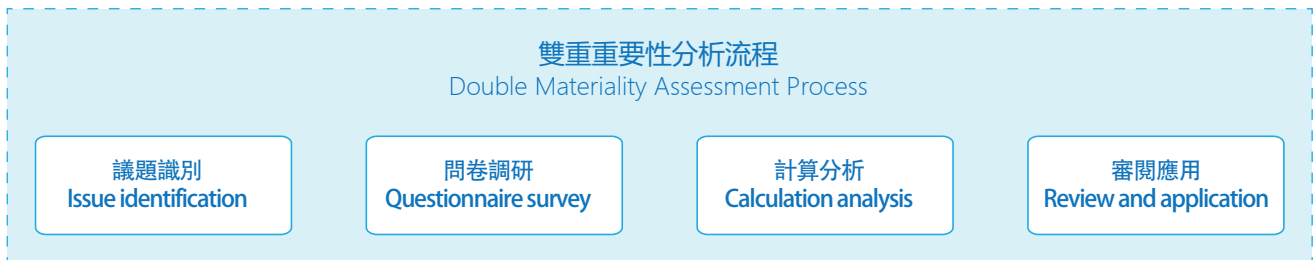 雙重重要性分析流程
Double Materiality Assessment Process
議題識別
Issue identification
問卷調研
Questionnaire survey
計算分析
Calculation analysis
審閱應用
Review and application